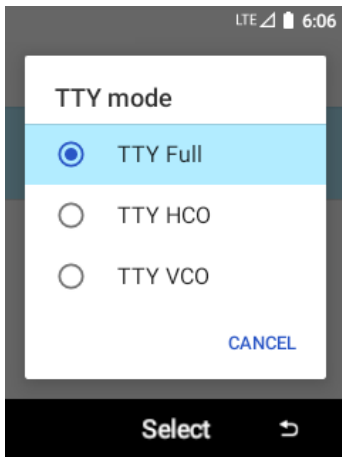 LTE 6:06
TTY mode
TTY Full
TTY HCO
TTY VCO
CANCEL
Select